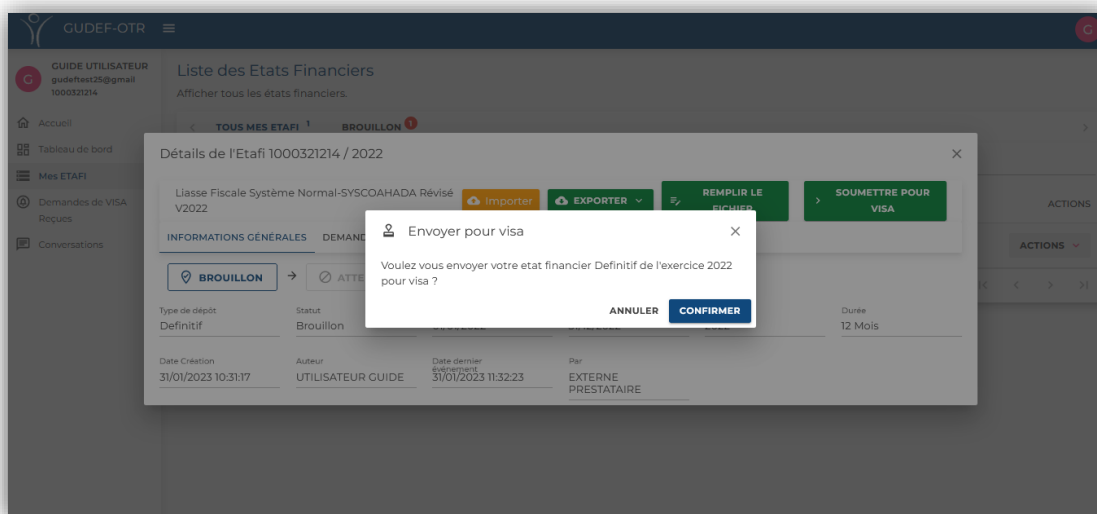 GUDEF-OTR
G
G
GUIDE UTILISATEUR
gudeftest25@gmail
1000321214
Accueil
Tableau de bord
Mes ETAFI
Demandes de VISA
Reçues
Conversations
Liste des Etats Financiers
Afficher tous les états financiers.
TOUS MES ETAFI 1
BROUILLON 1
ACTIONS
ACTIONS
Détails de l'Etafi 1000321214 / 2022
Liasse Fiscale Système Normal-SYSCOAHADA Révisé
V2022
Importer
EXPORTER
REMPLIR LE
FICHIER
SOUMETTRE POUR
VISA
INFORMATIONS GÉNÉRALES
BROUILLON
Envoyer pour visa
Voulez vous envoyer votre etat financier Definitif de l'exercice 2022
pour visa ?
ANNULER
CONFIRMER
Type de dépôt
Definitif
Statut
Brouillon
Durée
12 Mois
Date Création
31/01/2023 10:31:17
Auteur
UTILISATEUR GUIDE
Date dernier
évènement
31/01/2023 11:32:23
Par
EXTERNE
PRESTATAIRE